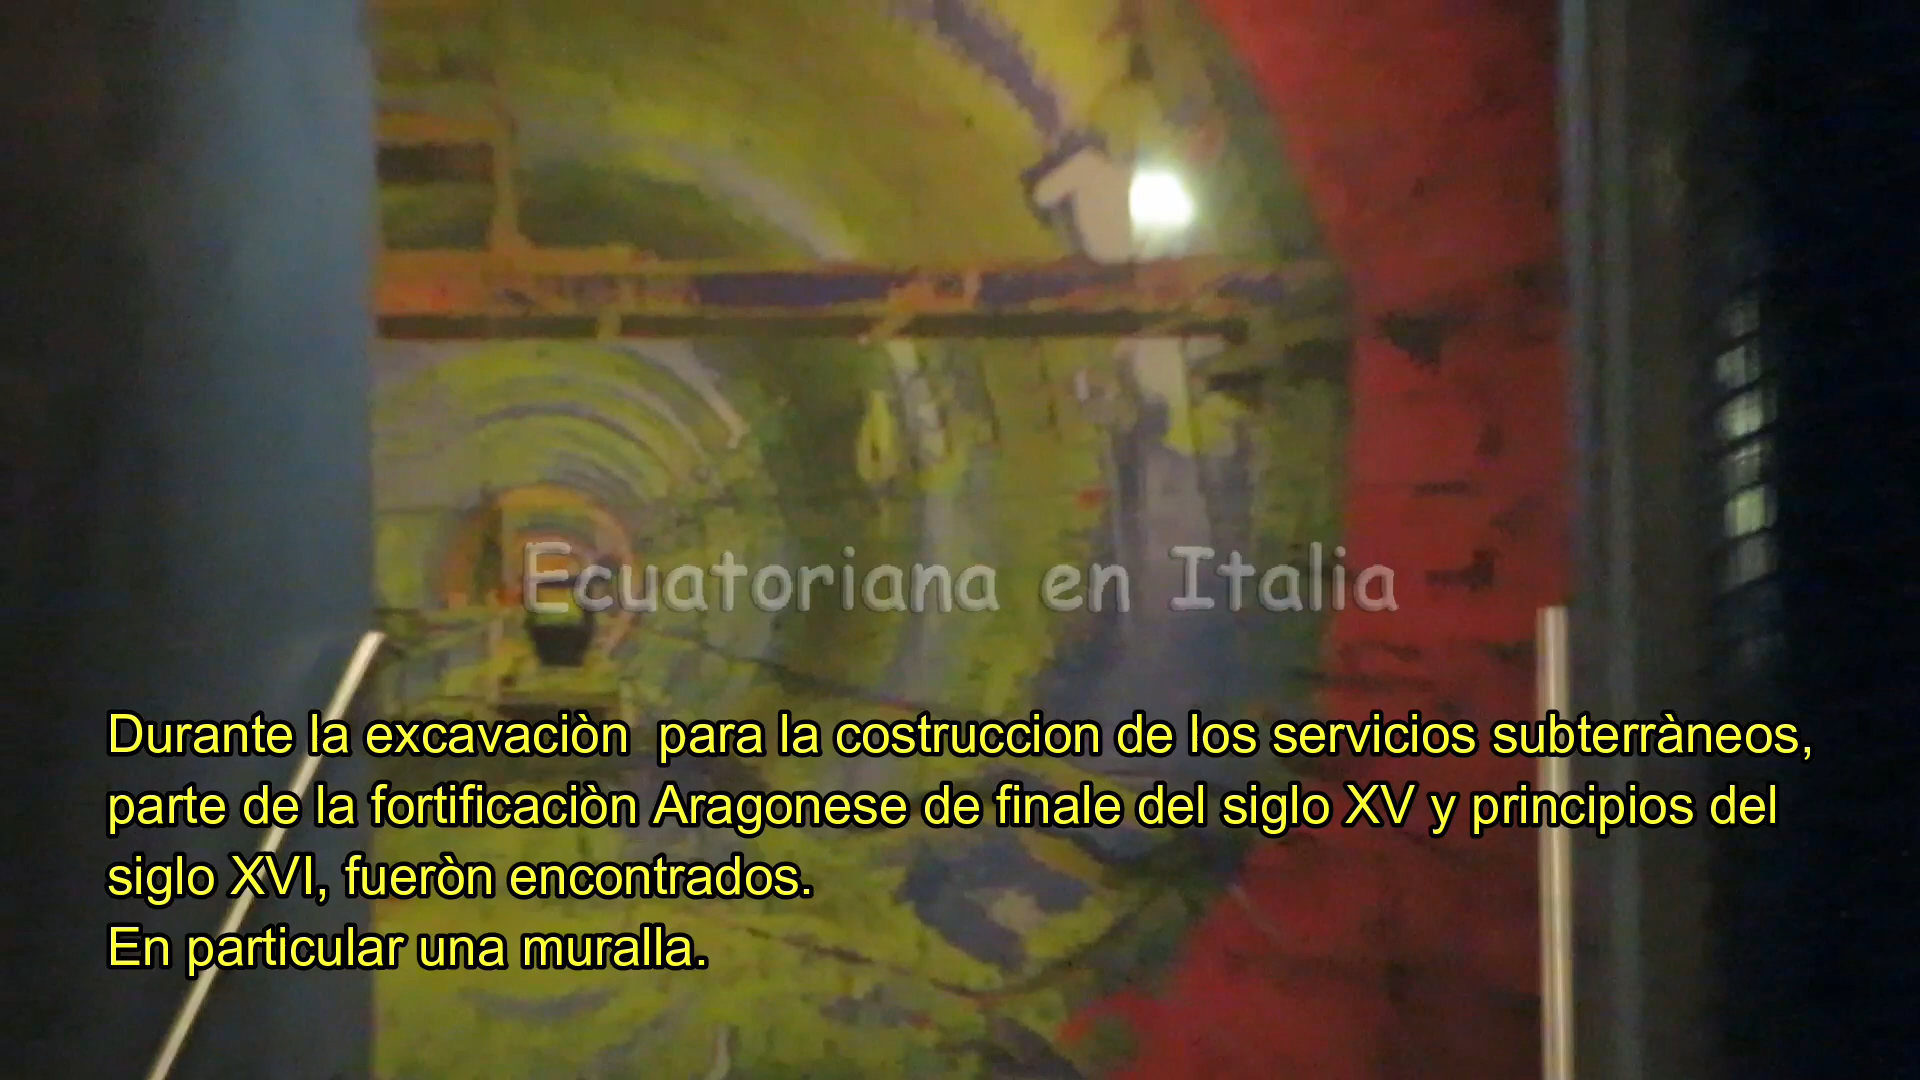 Ecuatoriana en Italia
Durante la excavaciòn  para la costruccion de los servicios subterràneos,
parte de la fortificaciòn Aragonese de finale del siglo XV y principios del
siglo XVI, fueròn encontrados.
En particular una muralla.